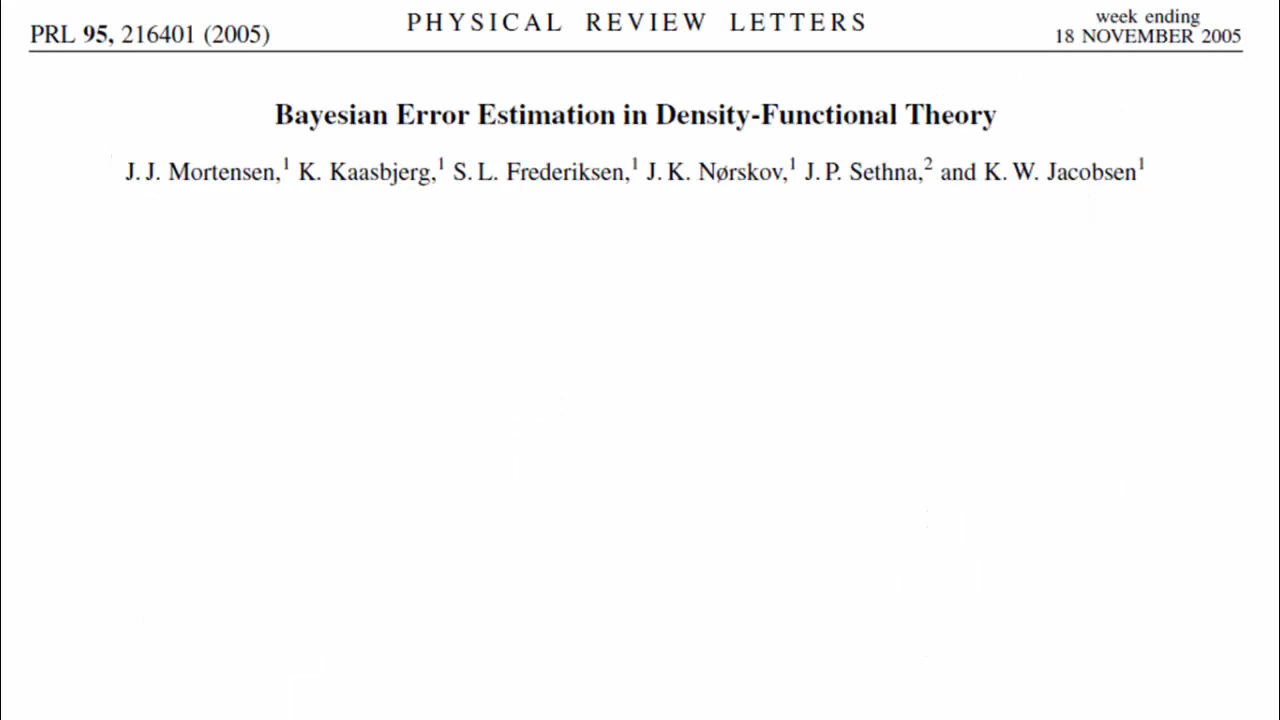 PHYSICAL REVIEW LETTERS
week ending
PRL 95, 216401 (2005)
18 NOVEMBER 2005
Bayesian Error Estimation in Density-Functional Theory
J. J. Mortensen,1 K. Kaasbjerg,1 S. L. Frederiksen,1 J. K. Nørskov,1 J. P. Sethna,2 and K. W. Jacobsen1